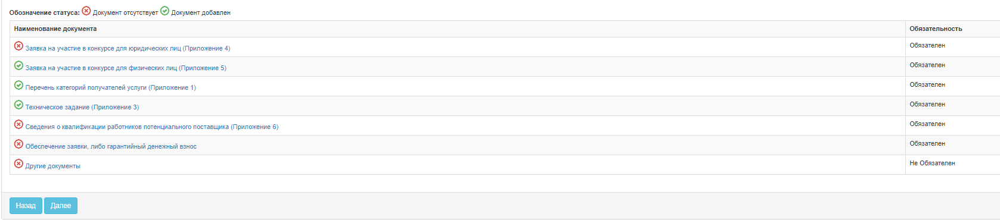 Обозначение статуса: Документ отсутствует Документ добавлен
Наименование документа Обязательность
Заявка на участие в конкурсе для юридических лиц (Приложение 4) Обязателен
Заявка на участие в конкурсе для физических лиц (Приложение 5) Обязателен
Перечень категорий получателей услуги (Приложение 1) Обязателен
Техническое задание (Приложение 3) Обязателен
Сведения о квалификации работников потенциального поставщика (Приложение 6) Обязателен
Обеспечение заявки, либо гарантийный денежный взнос Обязателен
Другие документы Не Обязателен
Назад Далее